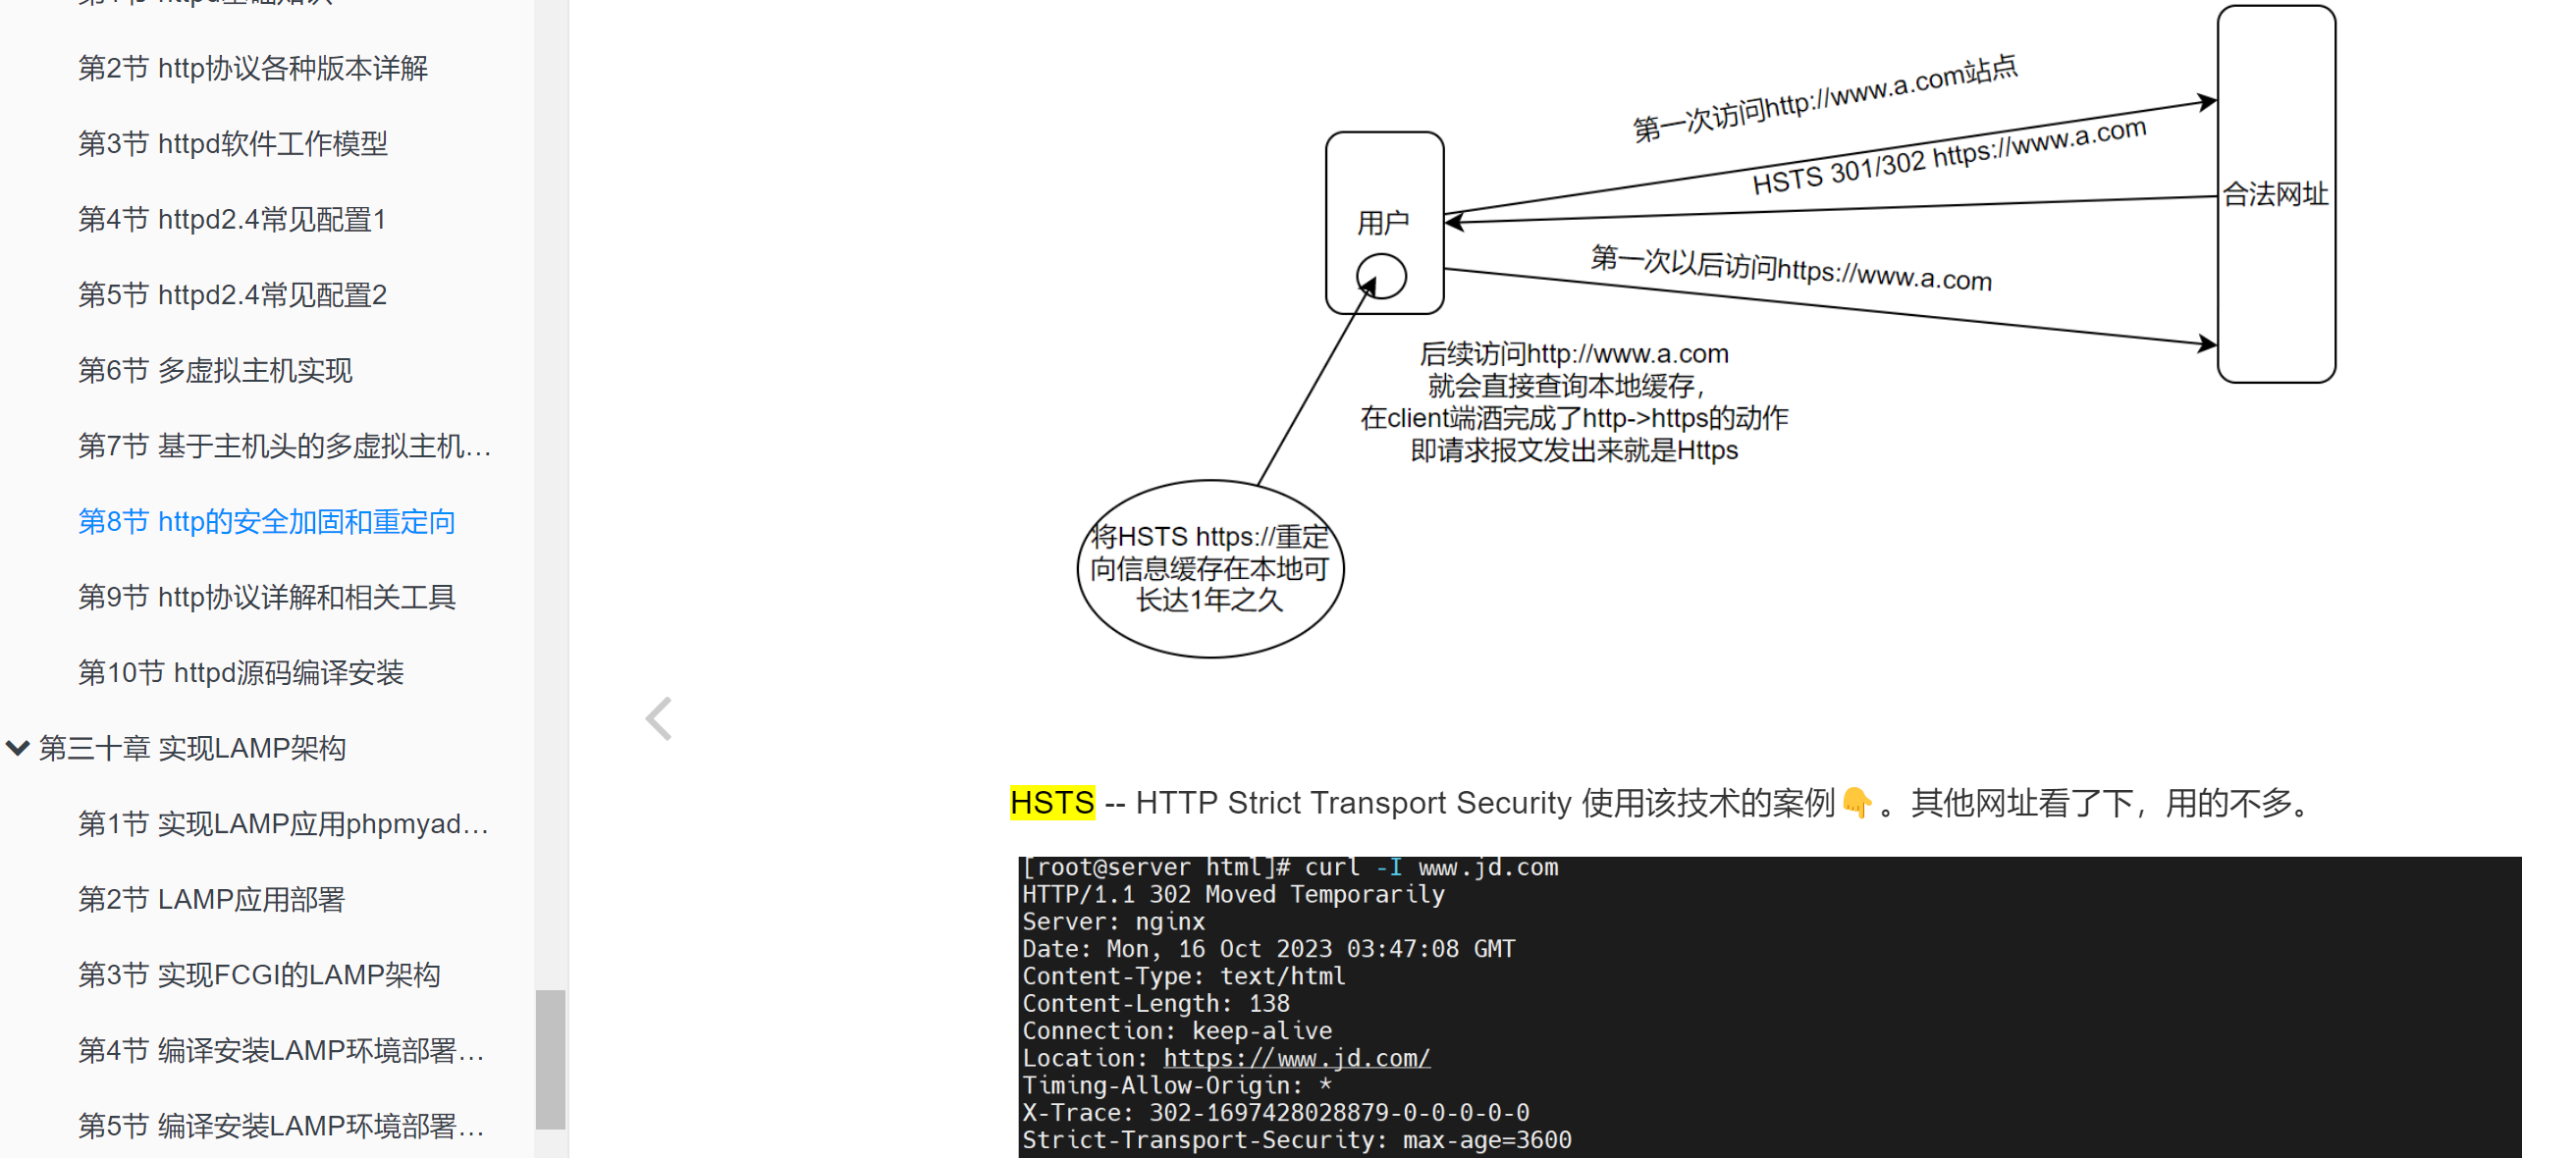 第2节 http协议各种版本详解
第3节 httpd软件工作模型
第4节 httpd2.4常见配置1
第5节 httpd2.4常见配置2
第6节 多虚拟主机实现
第7节 基于主机头的多虚拟主机…
第8节 http的安全加固和重定向
第9节 http协议详解和相关工具
第10节 httpd源码编译安装
第三十章 实现LAMP架构
第1节 实现LAMP应用phpmyad…
第2节 LAMP应用部署
第3节 实现FCGI的LAMP架构
第4节 编译安装LAMP环境部署…
第5节 编译安装LAMP环境部署…
第一次访问http://www.a.com站点
HSTS 301/302 https://www.a.com
用户
合法网址
第一次以后访问https://www.a.com
后续访问http://www.a.com
就会直接查询本地缓存，
在client端洒完成了http->https的动作
即请求报文发出来就是Https
将HSTS https://重定
向信息缓存在本地可
长达1年之久
HSTS -- HTTP Strict Transport Security 使用该技术的案例👇。其他网址看了下，用的不多。
[root@server html]# curl -I www.jd.com
HTTP/1.1 302 Moved Temporarily
Server: nginx
Date: Mon, 16 Oct 2023 03:47:08 GMT
Content-Type: text/html
Content-Length: 138
Connection: keep-alive
Location: https://www.jd.com/
Timing-Allow-Origin: *
X-Trace: 302-1697428028879-0-0-0-0-0
Strict-Transport-Security: max-age=3600